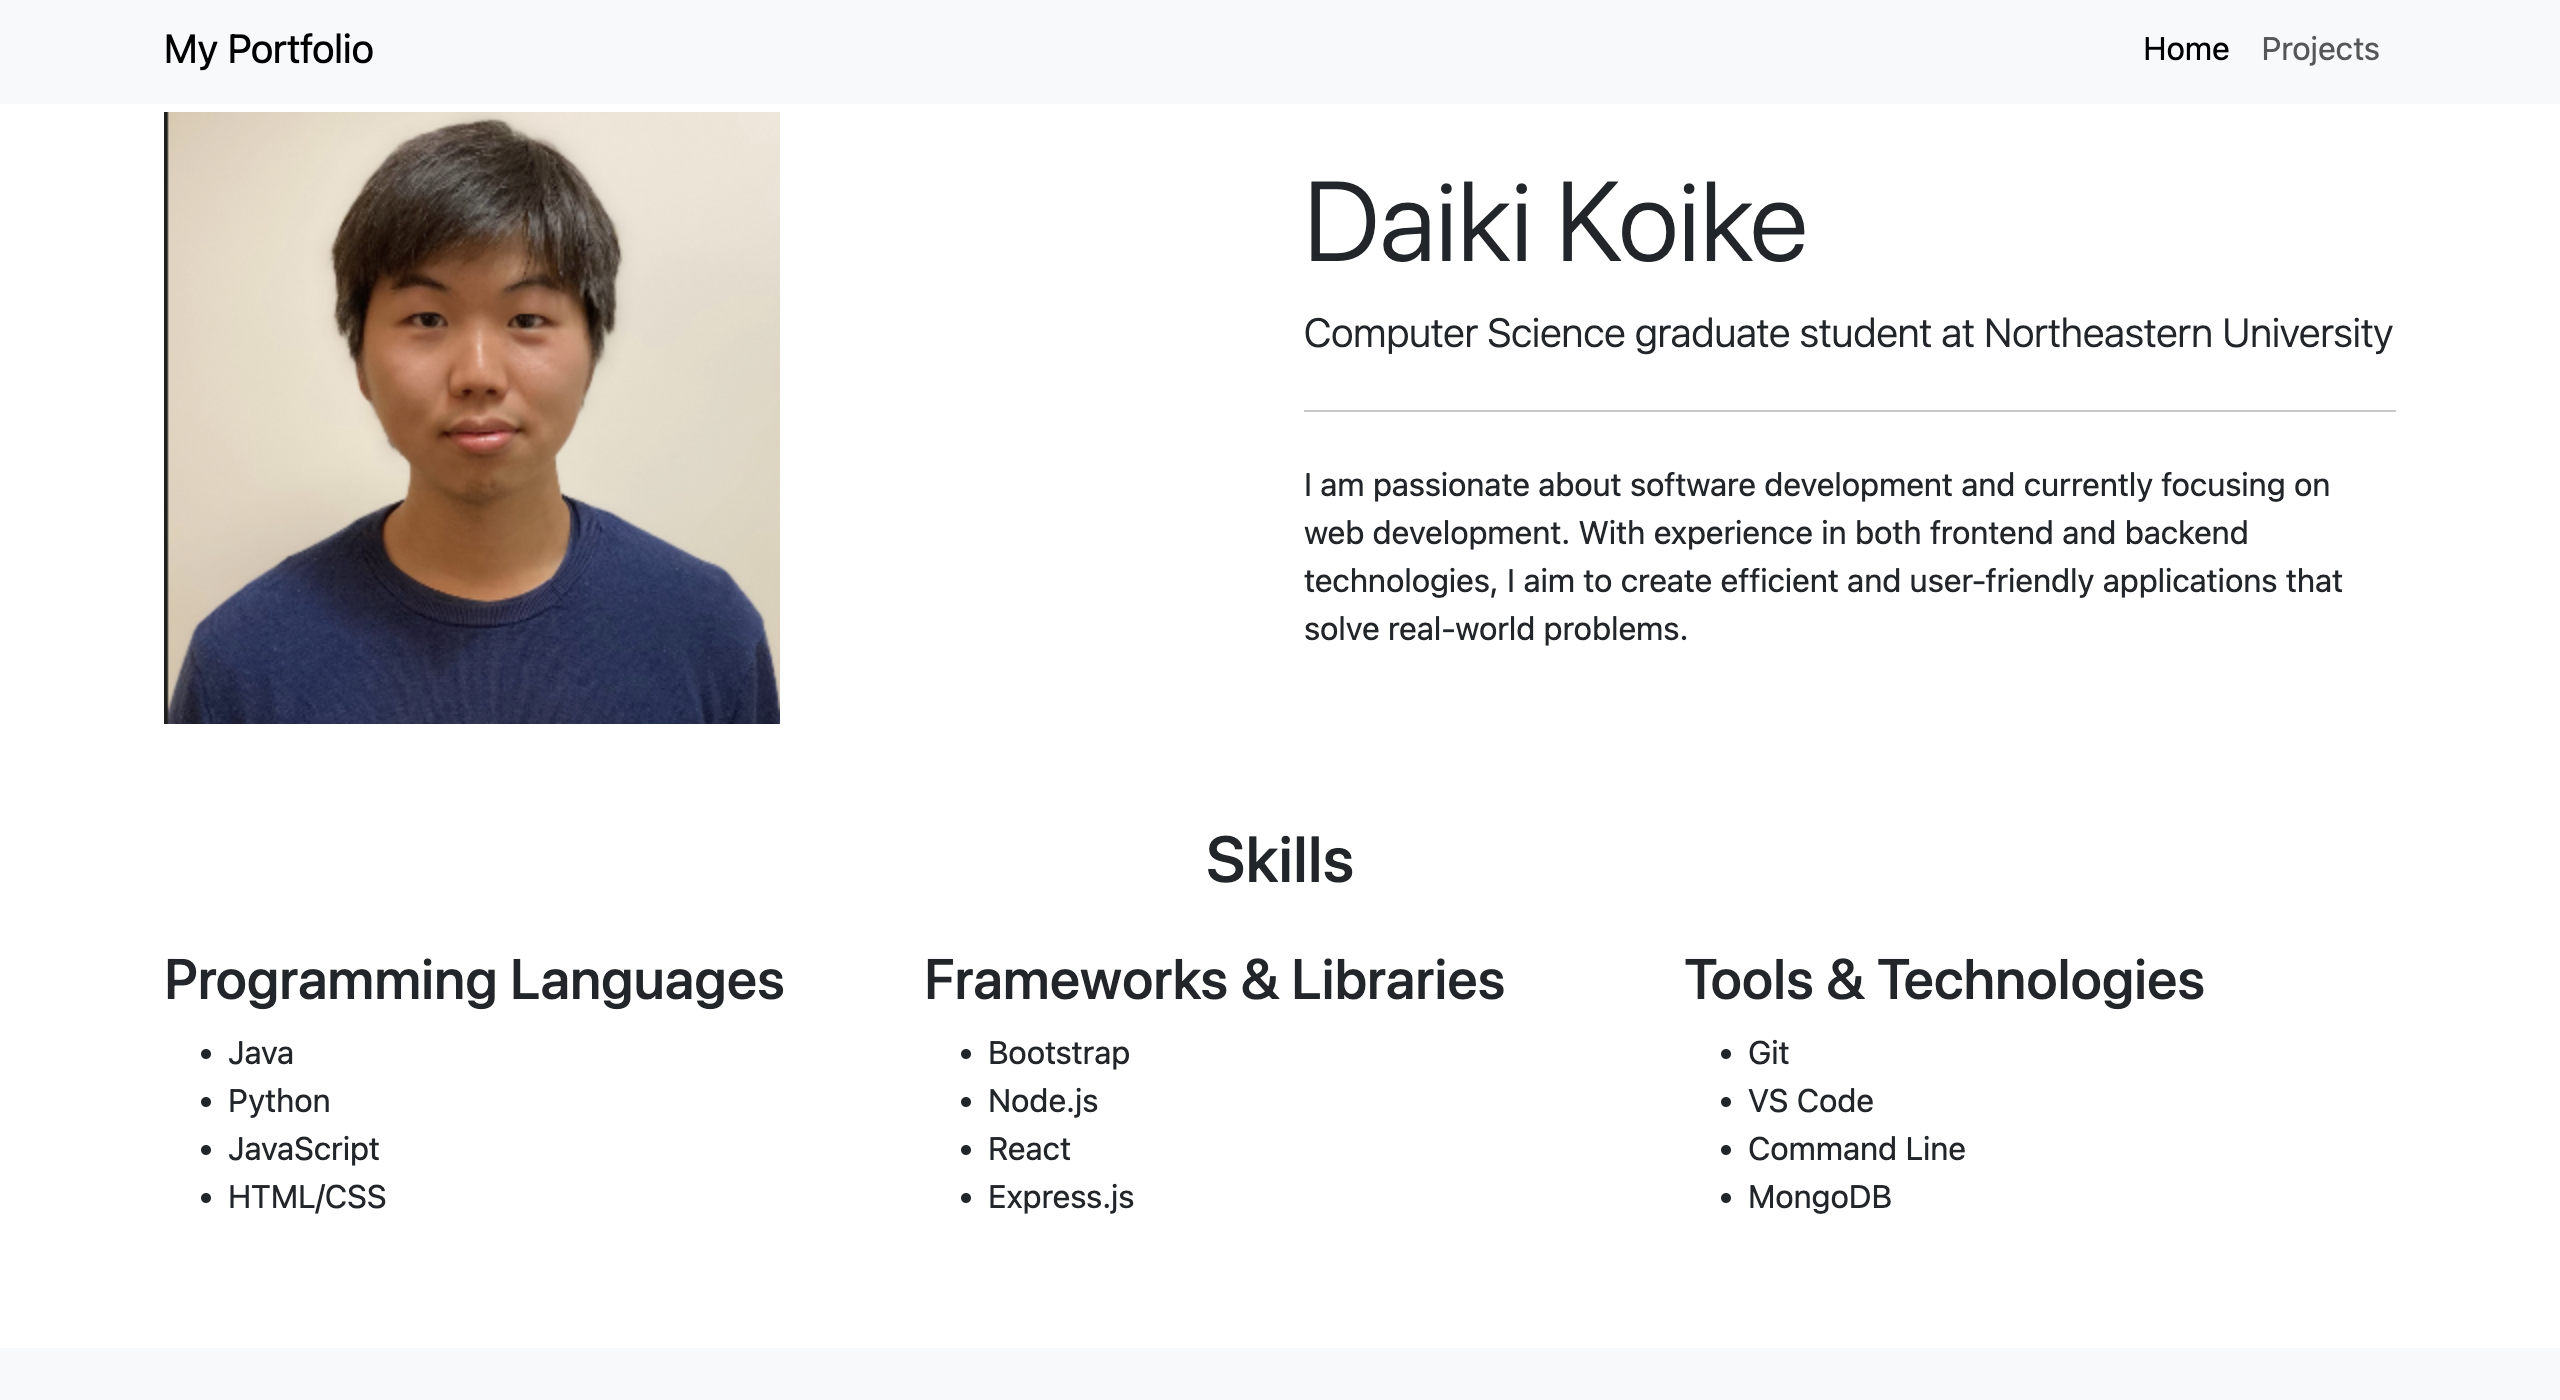 My Portfolio
Home
Projects
Daiki Koike
Computer Science graduate student at Northeastern University
I am passionate about software development and currently focusing on
web development. With experience in both frontend and backend
technologies, I aim to create efficient and user-friendly applications that
solve real-world problems.
Skills
Programming Languages
Java
Python
JavaScript
HTML/CSS
Frameworks & Libraries
Bootstrap
Node.js
React
Express.js
Tools & Technologies
Git
VS Code
Command Line
MongoDB